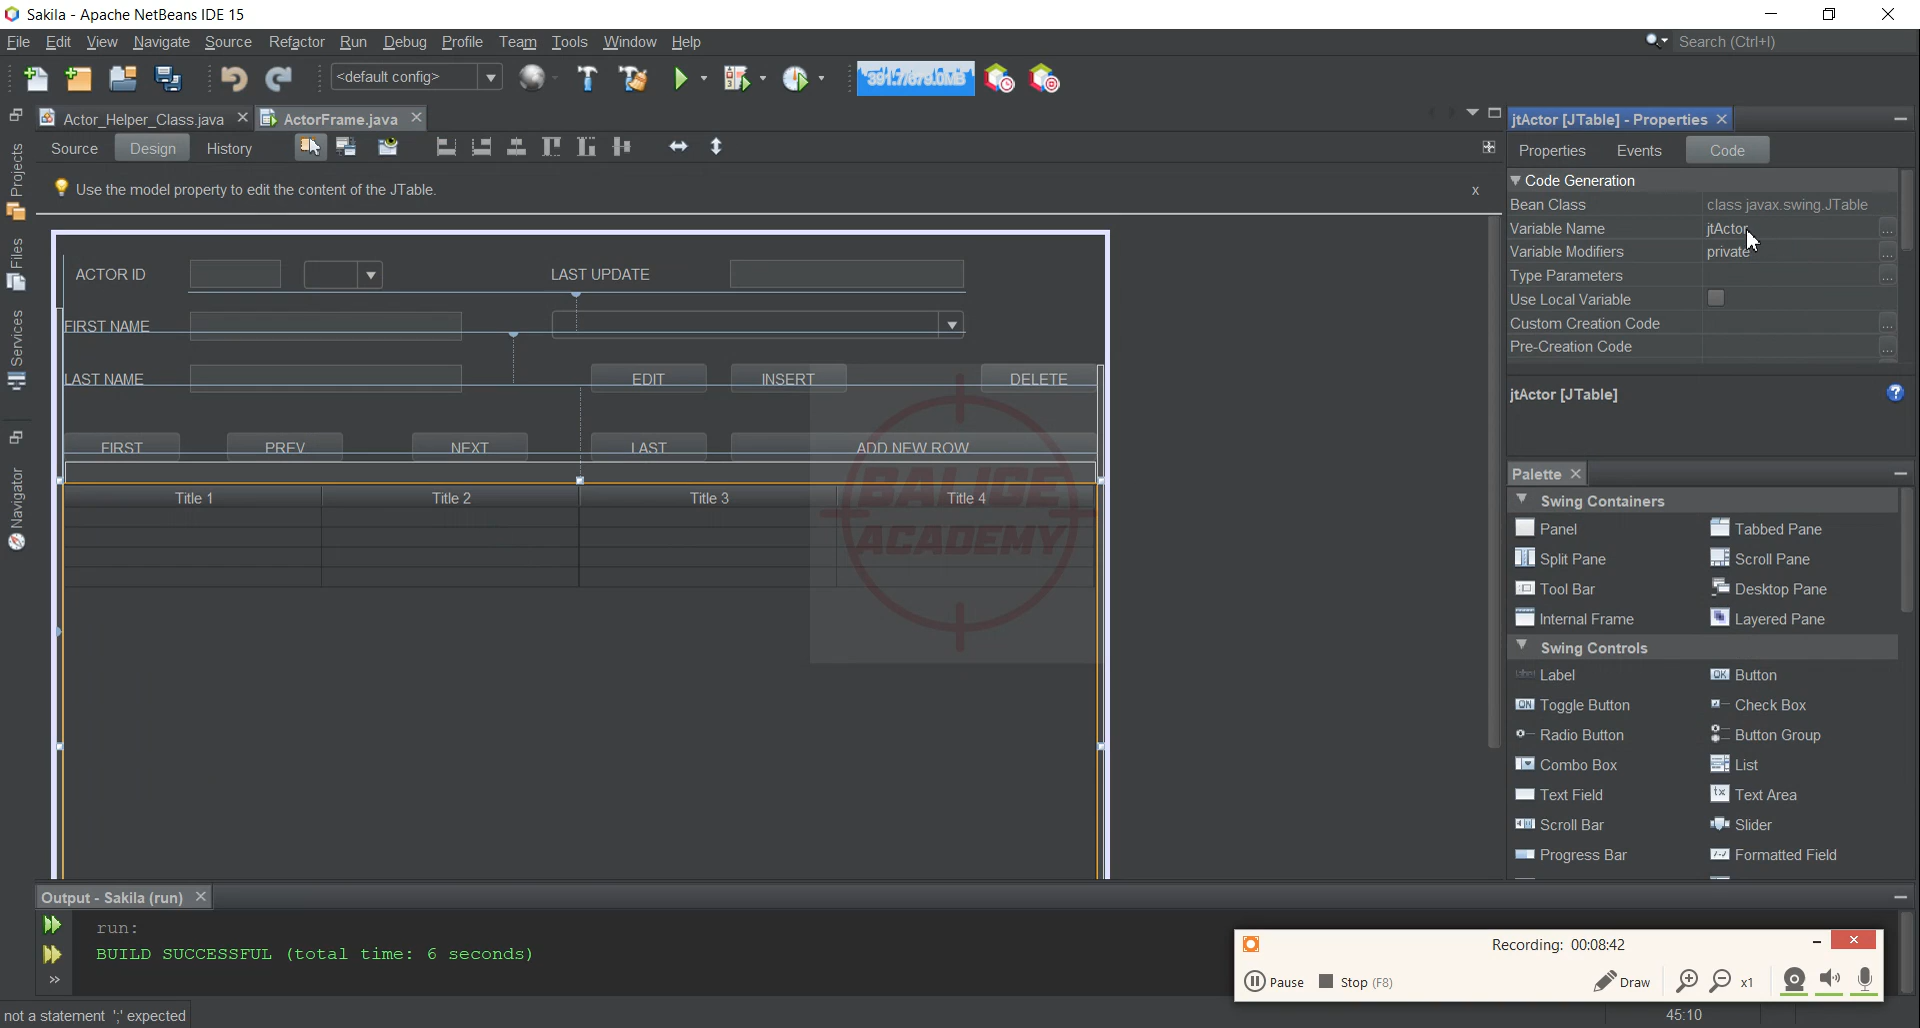 Sakila - Apache NetBeans IDE 15
File Edit View Navigate Source Refactor Run Debug Profile Team Tools Window Help
Search (Ctrl+I)
<default config>
Actor_Helper_Class.java
ActorFrame.java
Source Design History
Use the model property to edit the content of the JTable.
x
Projects
Files
Services
Navigator
ACTOR ID
LAST UPDATE
FIRST NAME
LAST NAME
EDIT INSERT DELETE
FIRST PREV NEXT LAST ADD NEW ROW
Title 1 Title 2 Title 3 Title 4
BALIGE
ACADEMY
jtActor [JTable] - Properties
Properties Events Code
Code Generation
Bean Class class javax.swing.JTable
Variable Name jtActor
Variable Modifiers private
Type Parameters
Use Local Variable
Custom Creation Code
Pre-Creation Code
jtActor [JTable]
Palette
Swing Containers
Panel Tabbed Pane
Split Pane Scroll Pane
Tool Bar Desktop Pane
Internal Frame Layered Pane
Swing Controls
Label Button
Toggle Button Check Box
Radio Button Button Group
Combo Box List
Text Field Text Area
Scroll Bar Slider
Progress Bar Formatted Field
Output - Sakila (run)
run:
BUILD SUCCESSFUL (total time: 6 seconds)
Recording: 00:08:42
Pause Stop (F8) Draw x1
not a statement ';' expected
45:10